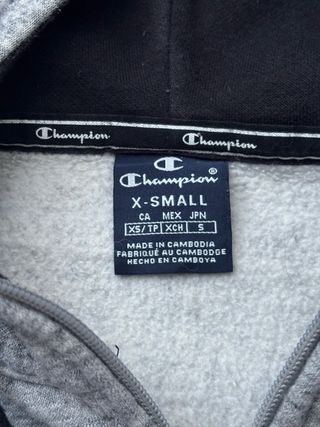 Champion Champion
Champion
X-SMALL
CA MEX JPN
XS/TP XCH S
MADE IN CAMBODIA
FABRIQUÉ AU CAMBODGE
HECHO EN CAMBOYA